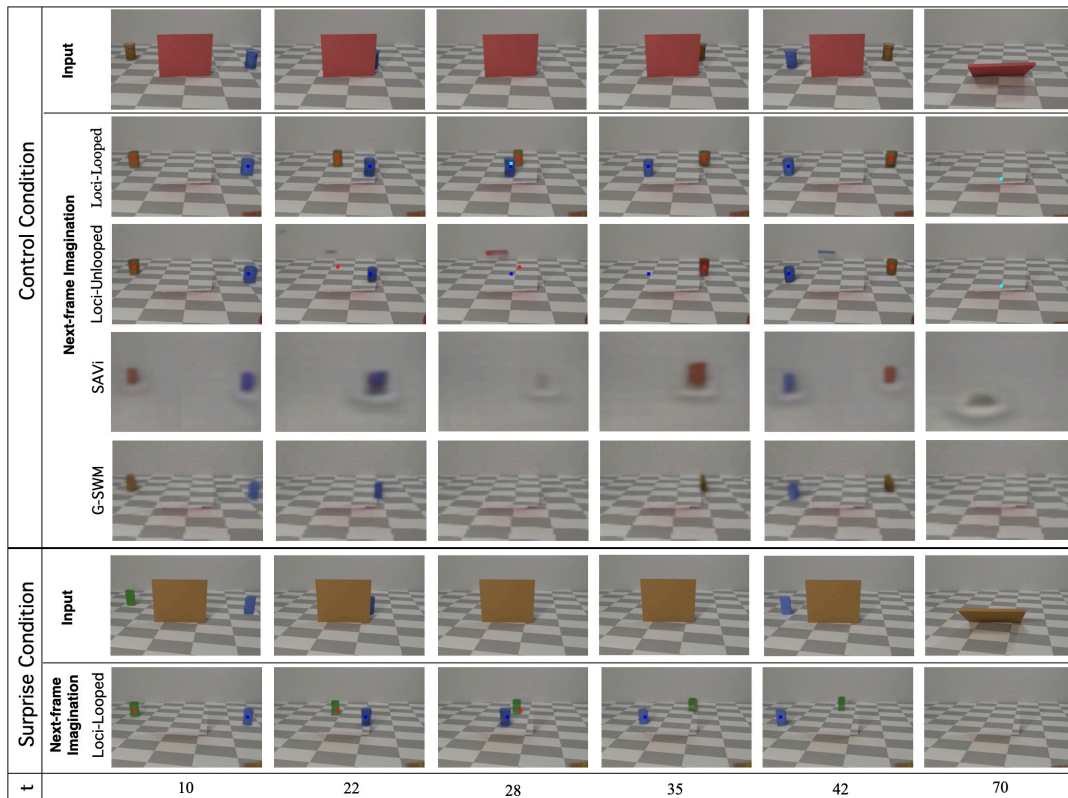 Control Condition
Input
Next-frame Imagination
Loci-Looped
Loci-Unlooped
SAVi
G-SWM
Surprise Condition
Input
Next-frame
Imagination
Loci-Looped
t 10 22 28 35 42 70